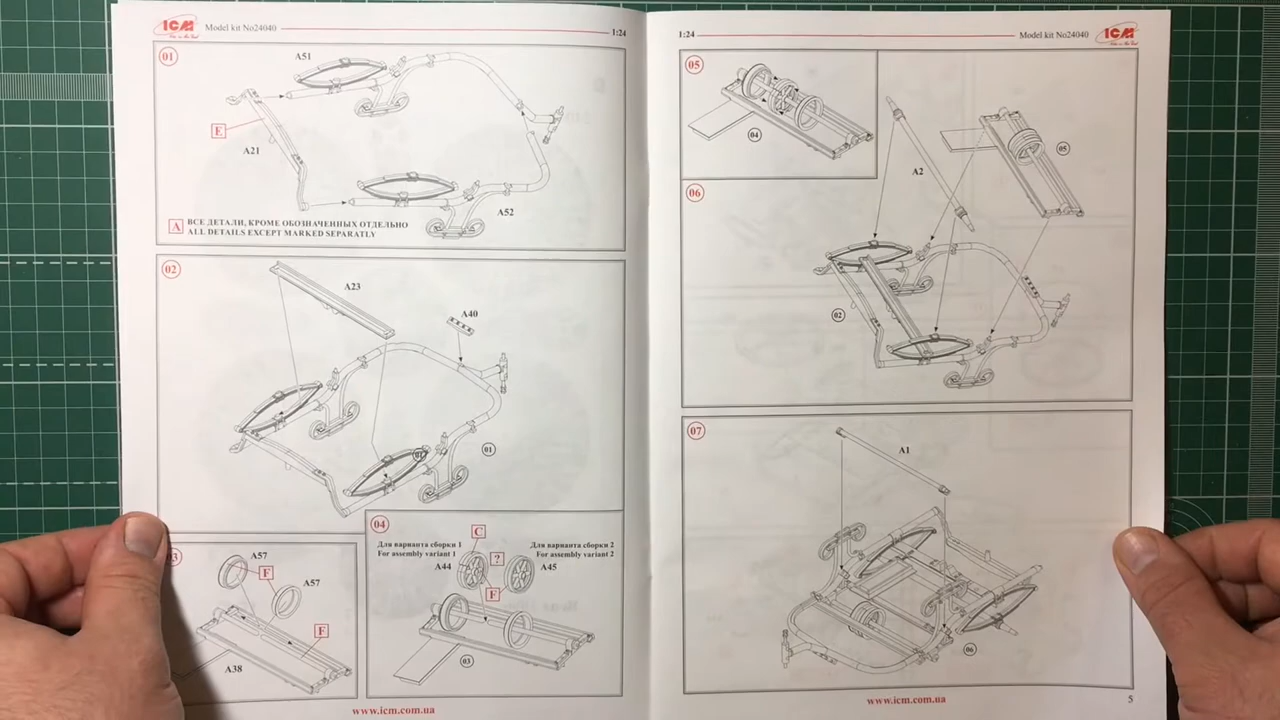 ICM
Model kit No24040
1:24
01
A51
E
A21
A52
A ВСЕ ДЕТАЛИ, КРОМЕ ОБОЗНАЧЕННЫХ ОТДЕЛЬНО
ALL DETAILS EXCEPT MARKED SEPARATLY
02
A23
A40
01
01
3
A57
F
A57
F
A38
04
C
Для варианта сборки 1
For assembly variant 1
?
Для варианта сборки 2
For assembly variant 2
A44
A45
F
03
www.icm.com.ua
1:24
Model kit No24040
ICM
05
04
A2
05
06
02
07
A1
06
www.icm.com.ua
5